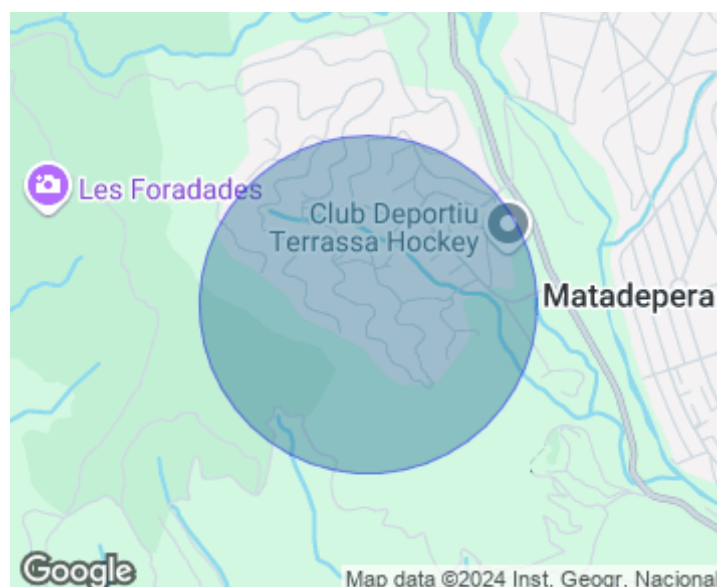 Les Foradades
Club Deportiu
Terrassa Hockey
Matadepera
Google
Map data ©2024 Inst. Geogr. Nacional